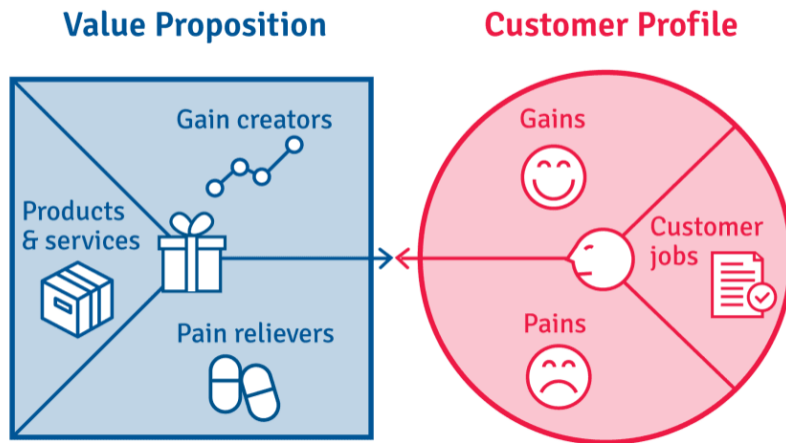 Value Proposition
Customer Profile
Gain creators
Products
& services
Pain relievers
Gains
Customer
jobs
Pains